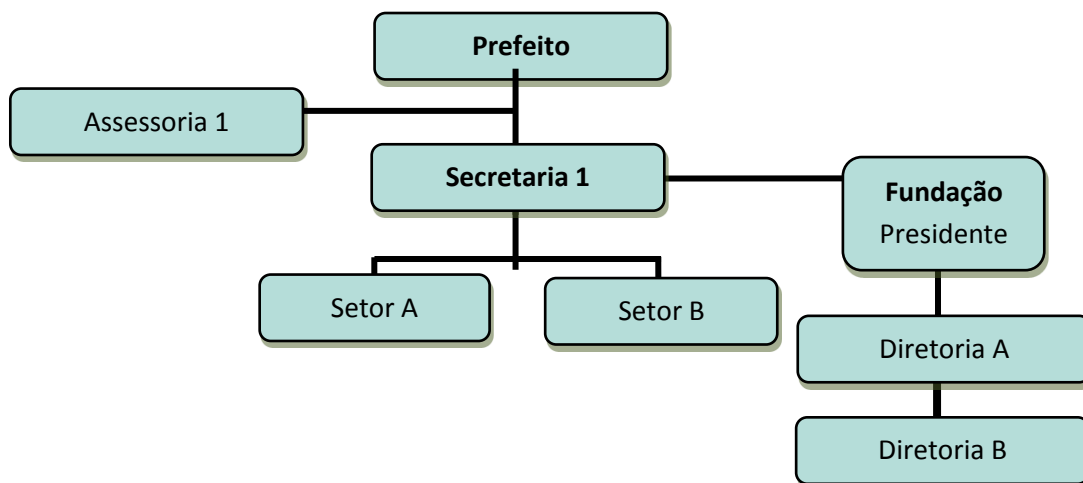 Prefeito
Assessoria 1
Secretaria 1
Fundação
Presidente
Setor A
Setor B
Diretoria A
Diretoria B